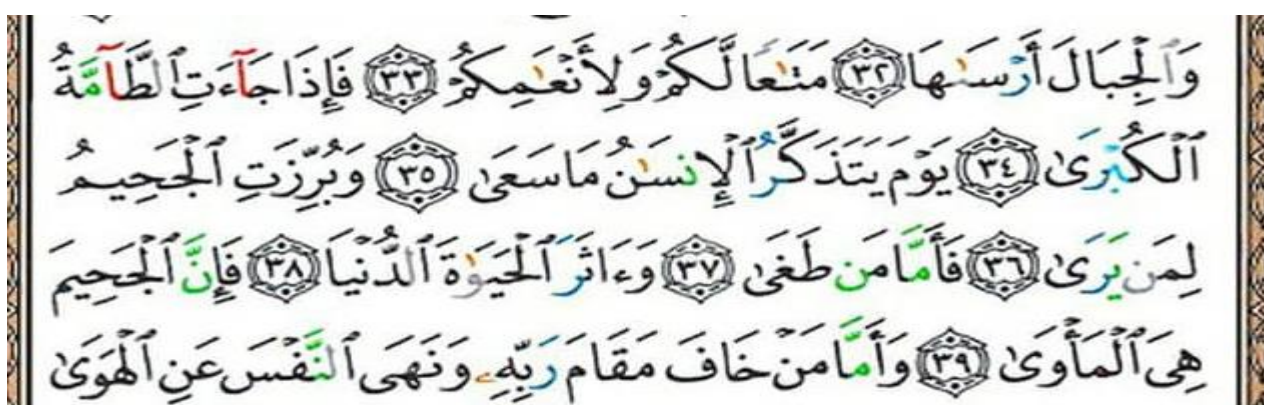 وَٱلۡجِبَالَ أَرۡسَىٰهَا ٣٢ مَتَٰعٗا لَّكُمۡ وَلِأَنۡعَٰمِكُمۡ ٣٣ فَإِذَا جَآءَتِ ٱلطَّآمَّةُ
ٱلۡكُبۡرَىٰ ٣٤ يَوۡمَ يَتَذَكَّرُ ٱلۡإِنسَٰنُ مَا سَعَىٰ ٣٥ وَبُرِّزَتِ ٱلۡجَحِيمُ
لِمَن يَرَىٰ ٣٦ فَأَمَّا مَن طَغَىٰ ٣٧ وَءَاثَرَ ٱلۡحَيَوٰةَ ٱلدُّنۡيَا ٣٨ فَإِنَّ ٱلۡجَحِيمَ
هِيَ ٱلۡمَأۡوَىٰ ٣٩ وَأَمَّا مَنۡ خَافَ مَقَامَ رَبِّهِۦ وَنَهَى ٱلنَّفۡسَ عَنِ ٱلۡهَوَىٰ